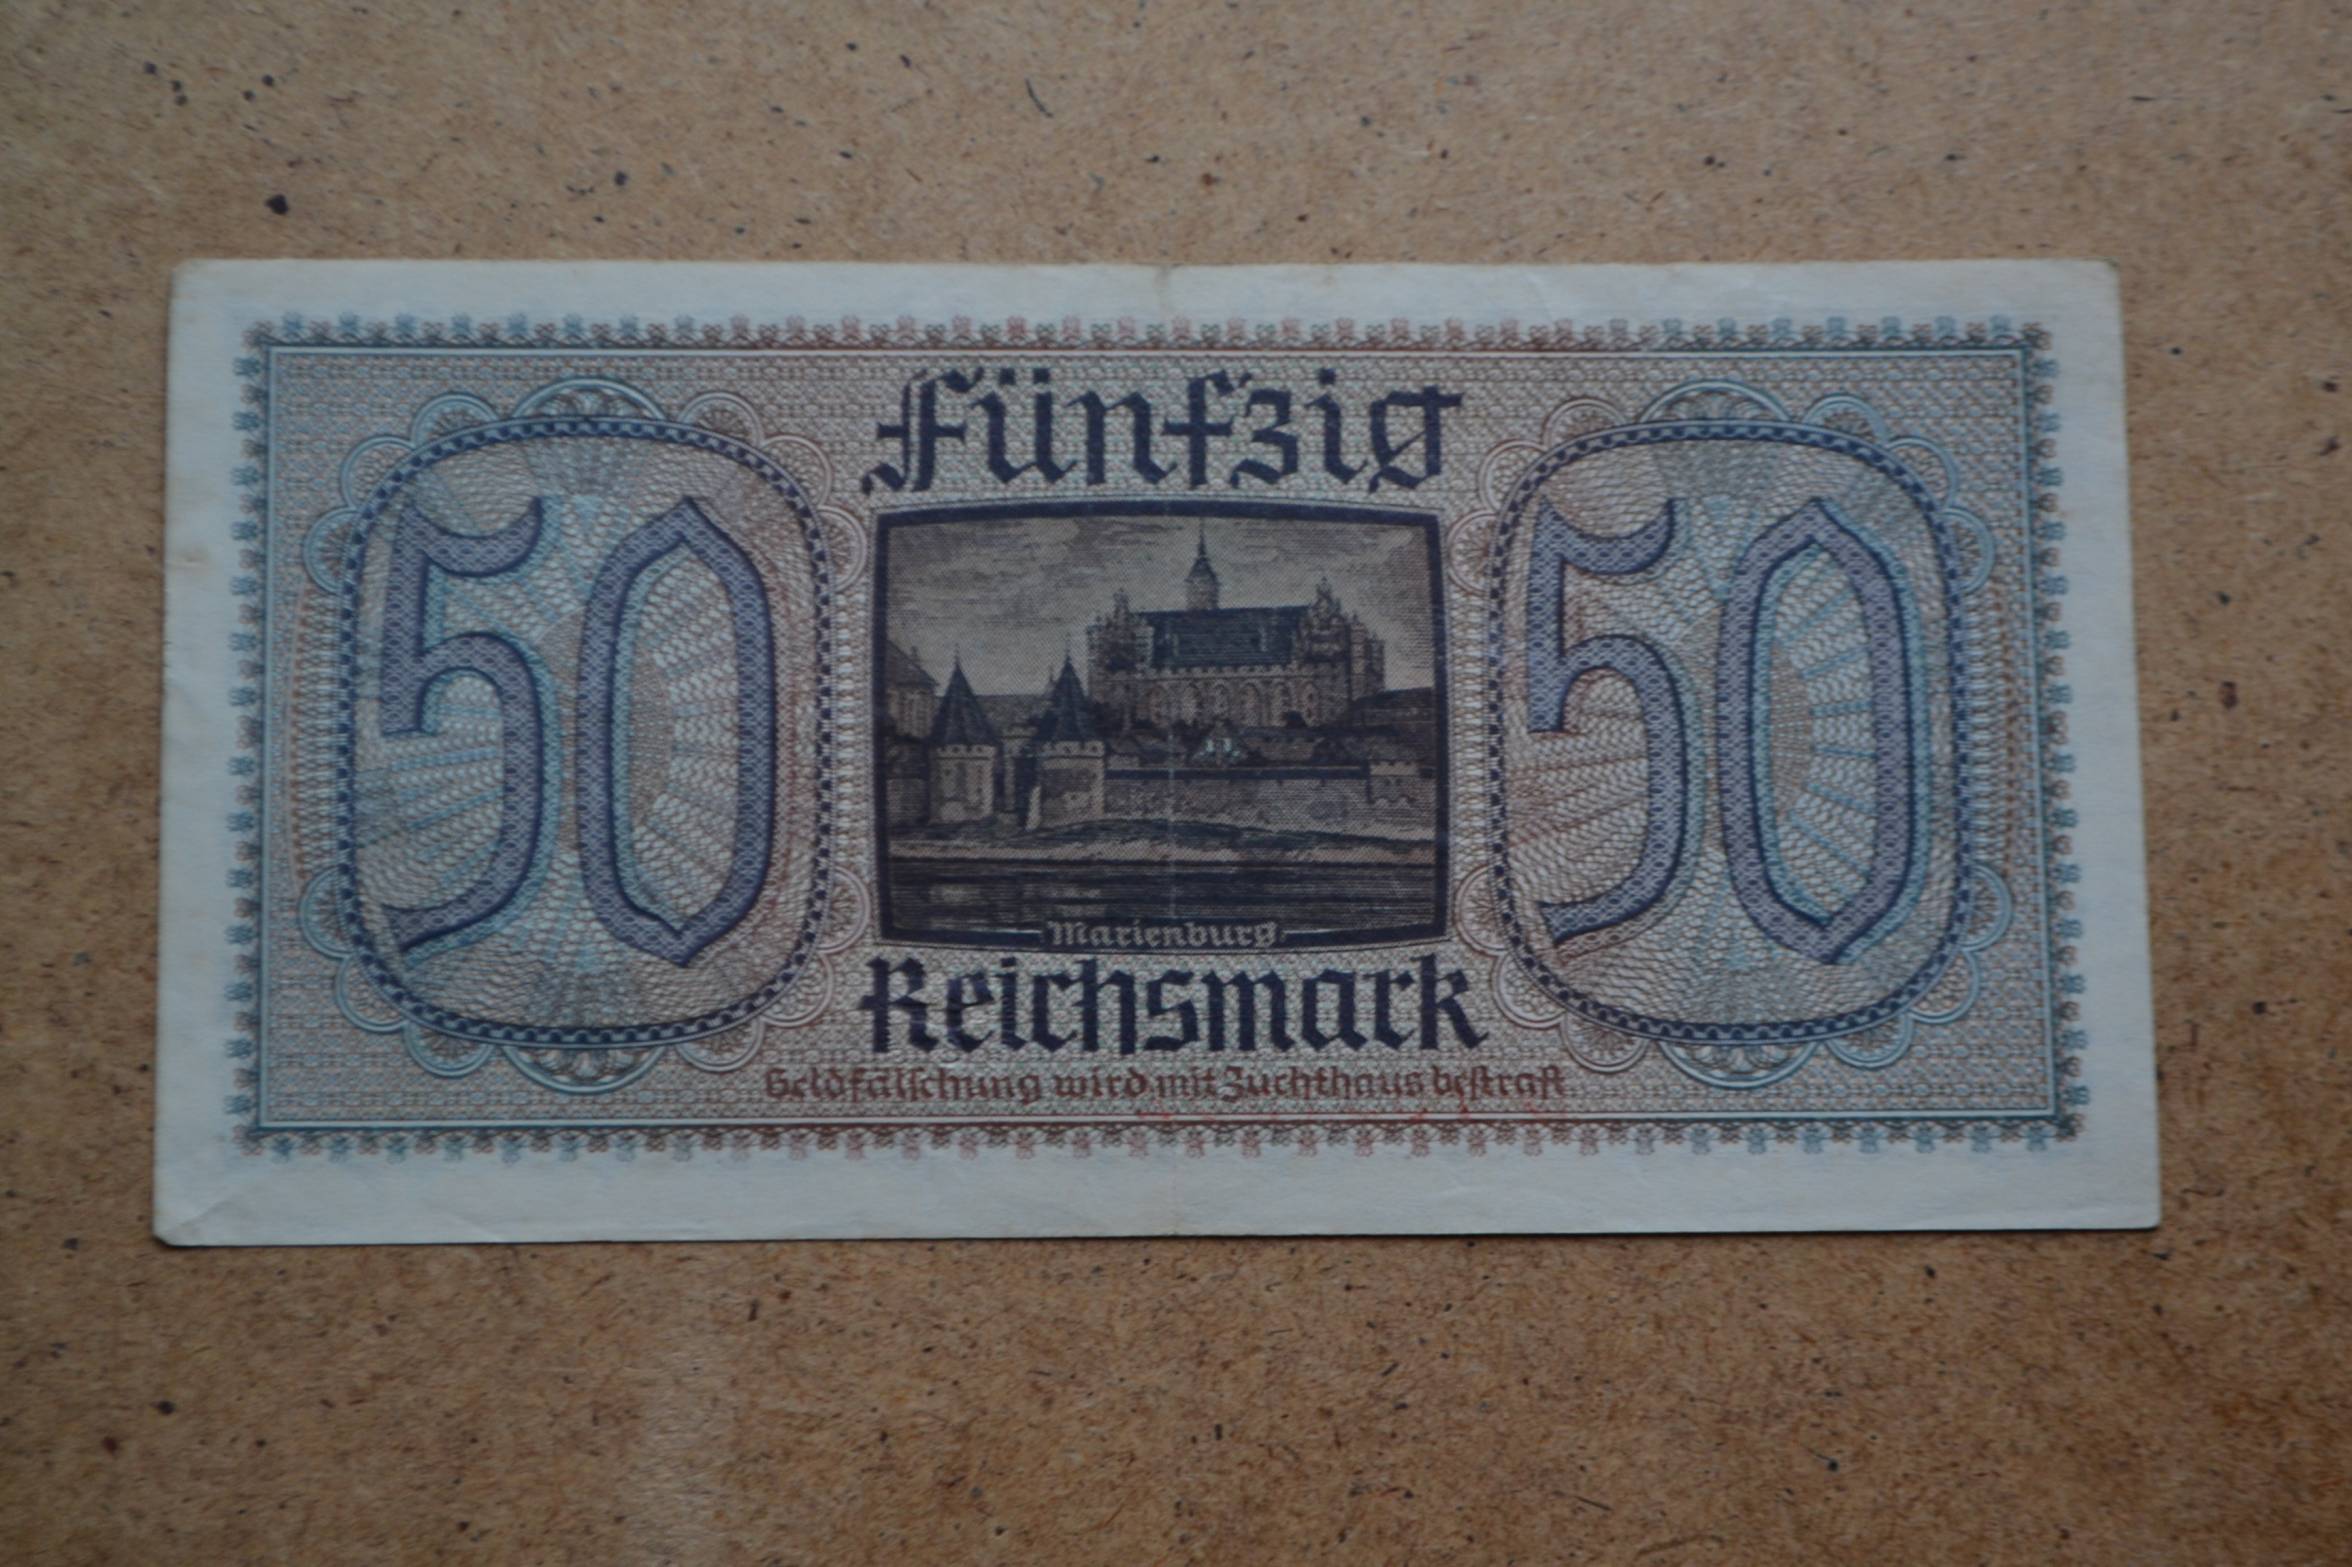 Fünfzig
50
50
Marienburg
Reichsmark
Geldfälschung wird mit Zuchthaus bestraft